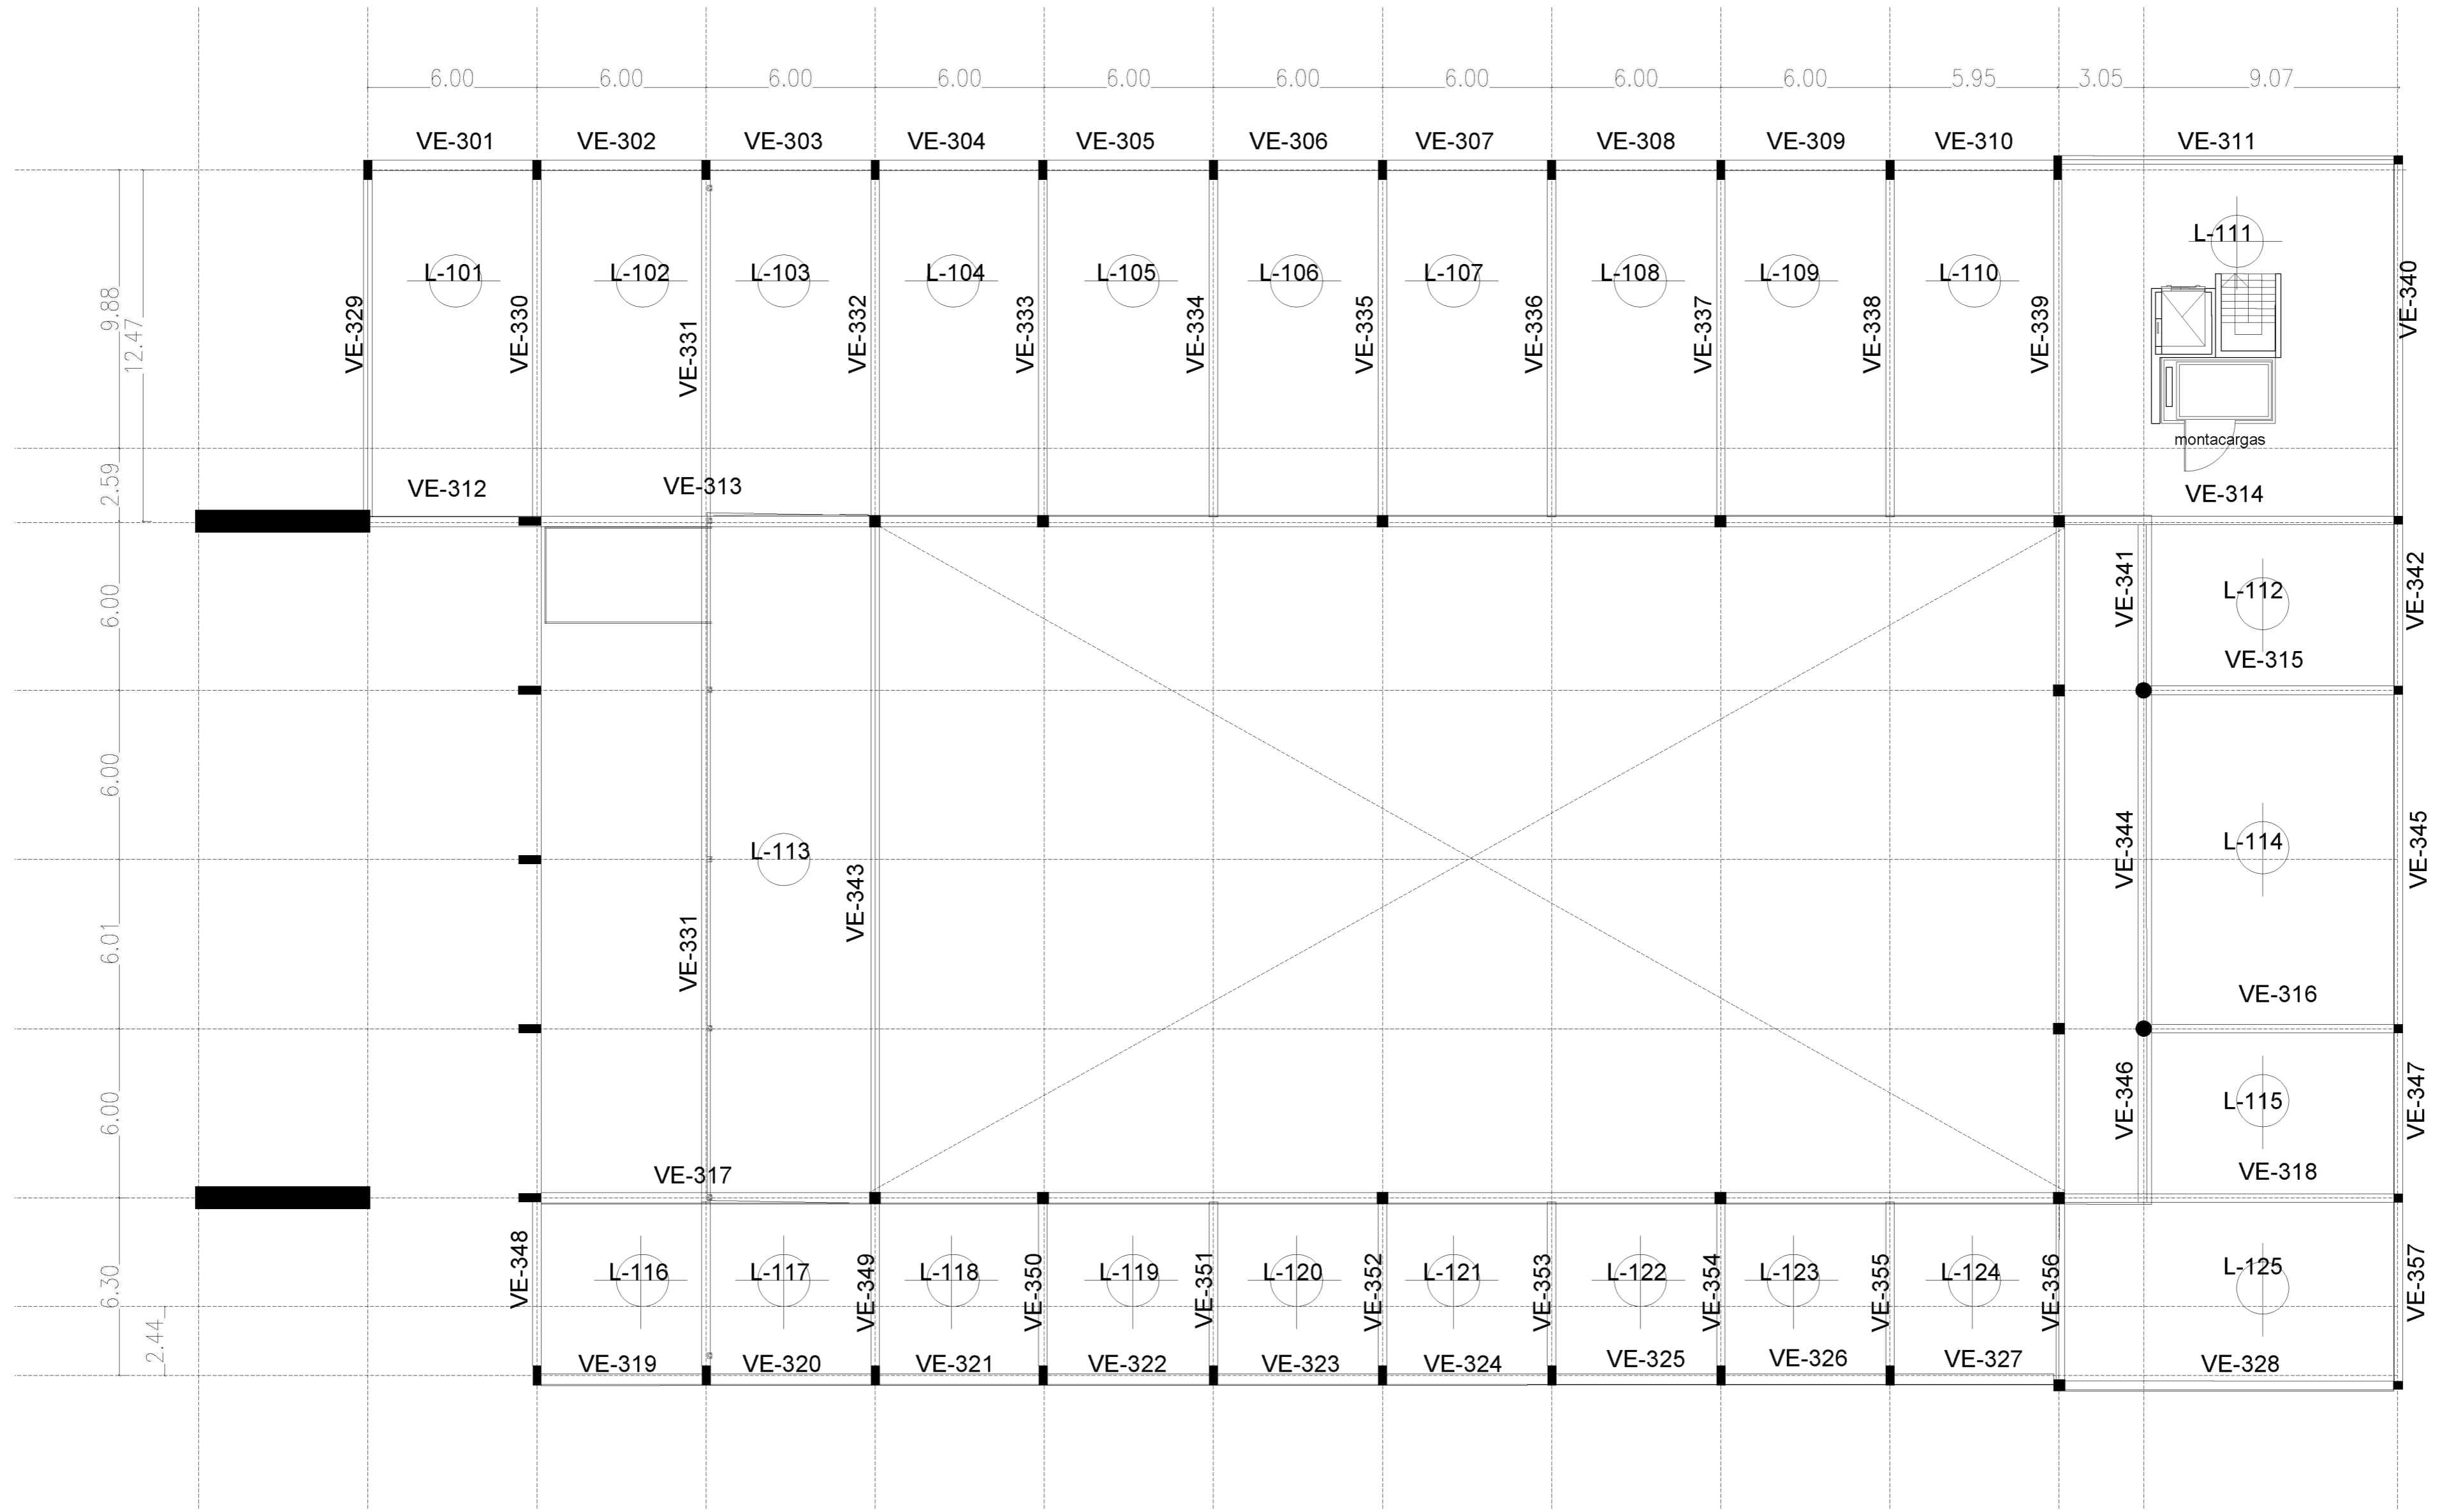 6.00 6.00 6.00 6.00 6.00 6.00 6.00 6.00 6.00 5.95 3.05 9.07
VE-301 VE-302 VE-303 VE-304 VE-305 VE-306 VE-307 VE-308 VE-309 VE-310 VE-311
L-111
L-101 L-102 L-103 L-104 L-105 L-106 L-107 L-108 L-109 L-110
9.88
12.47
VE-329 VE-330 VE-331 VE-332 VE-333 VE-334 VE-335 VE-336 VE-337 VE-338 VE-339 VE-340
montacargas
2.59
VE-312 VE-313 VE-314
6.00
VE-341 VE-342
L-112
VE-315
6.00
L-113
VE-344
L-114
VE-345
6.01
VE-331 VE-343
VE-316
6.00
VE-346
L-115
VE-347
VE-317 VE-318
6.30
VE-348
L-116 L-117
VE-349
L-118
VE-350
L-119
VE-351
L-120
VE-352
L-121
VE-353
L-122
VE-354
L-123
VE-355
L-124
VE-356
L-125
VE-357
2.44
VE-319 VE-320 VE-321 VE-322 VE-323 VE-324 VE-325 VE-326 VE-327 VE-328